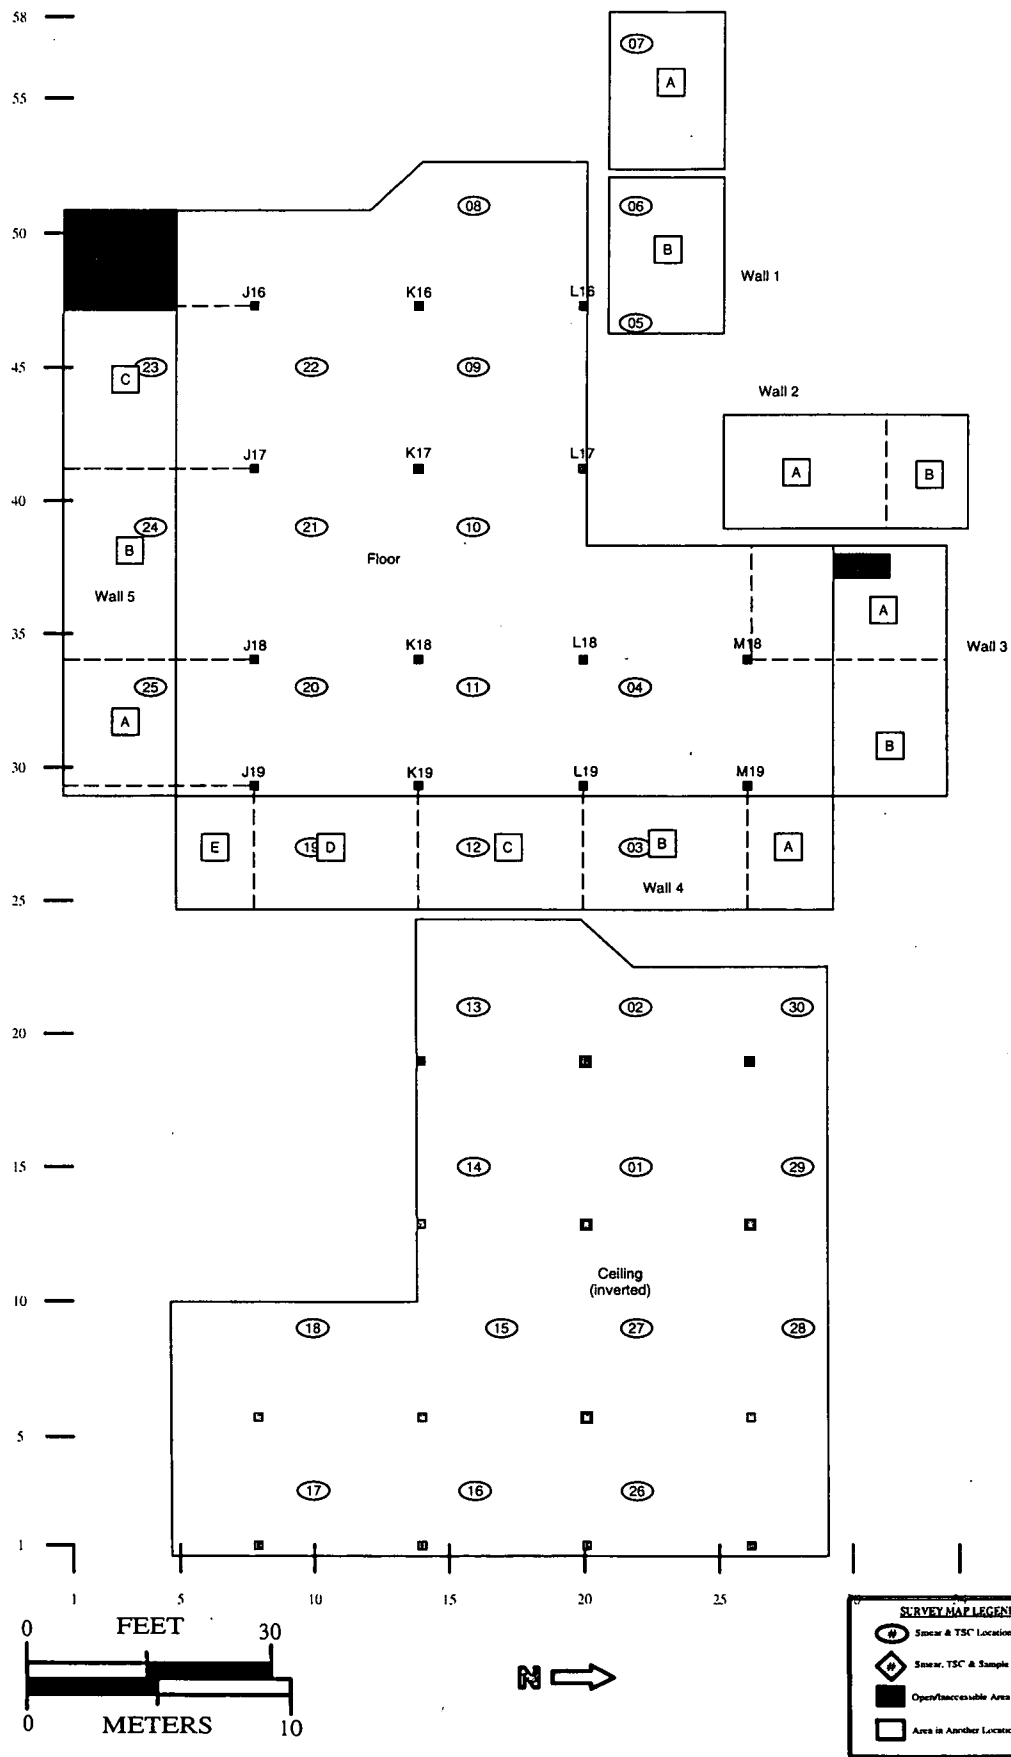 58
07
A
55
08
06
50
B
Wall 1
J16
K16
L16
05
23
22
09
45
C
Wall 2
A
B
J17
K17
L17
40
24
21
10
B
Floor
Wall 5
A
35
J18
K18
L18
M18
Wall 3
25
20
11
04
A
B
30
J19
K19
L19
M19
E
19
D
12
C
03
B
A
Wall 4
25
20
13
02
30
15
14
01
29
Ceiling
(inverted)
10
18
15
27
28
5
17
16
26
1
1
5
10
15
20
25
FEET
0
30
0
10
METERS
N
SURVEY MAP LEGEND
# Smear & TSC Location
# Smear, TSC & Sample
Open/Inaccessible Area
Area in Another Location